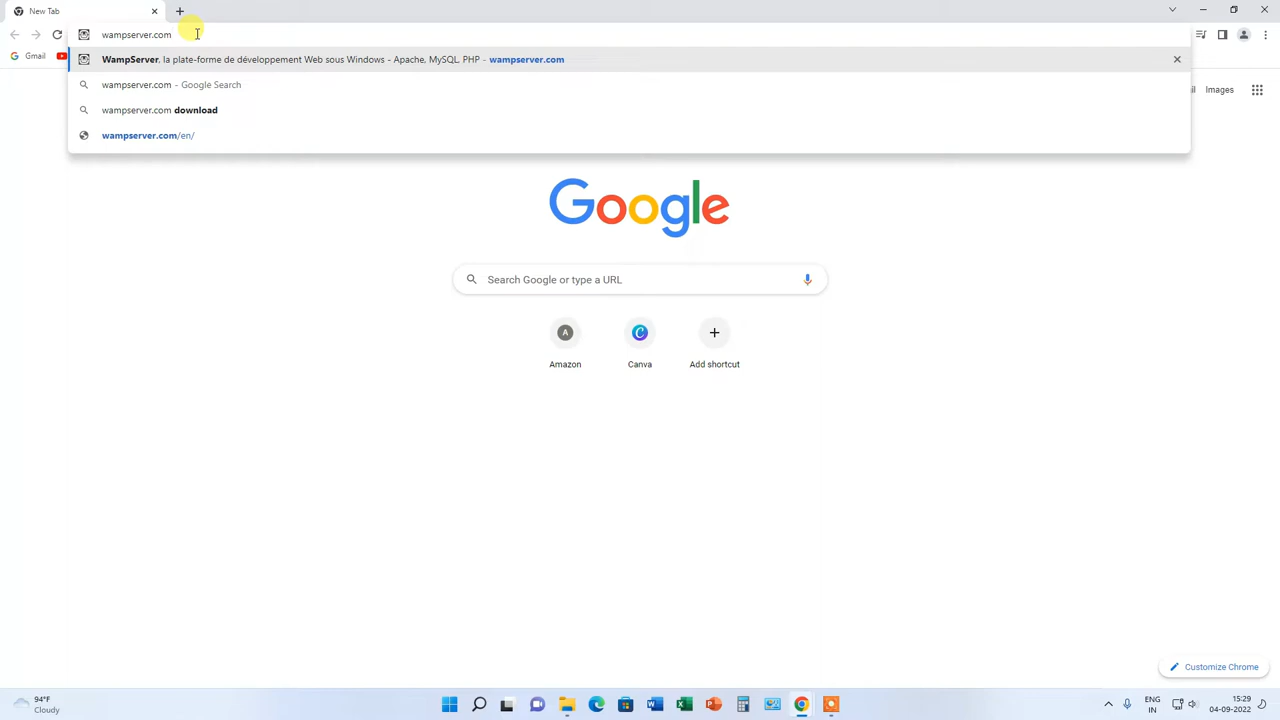 New Tab
wampserver.com
Gmail
WampServer, la plate-forme de développement Web sous Windows - Apache, MySQL, PHP - wampserver.com
wampserver.com - Google Search
wampserver.com download
wampserver.com/en/
Images
Google
Search Google or type a URL
A
Amazon
Canva
Add shortcut
Customize Chrome
94°F
Cloudy
ENG
IN
15:29
04-09-2022